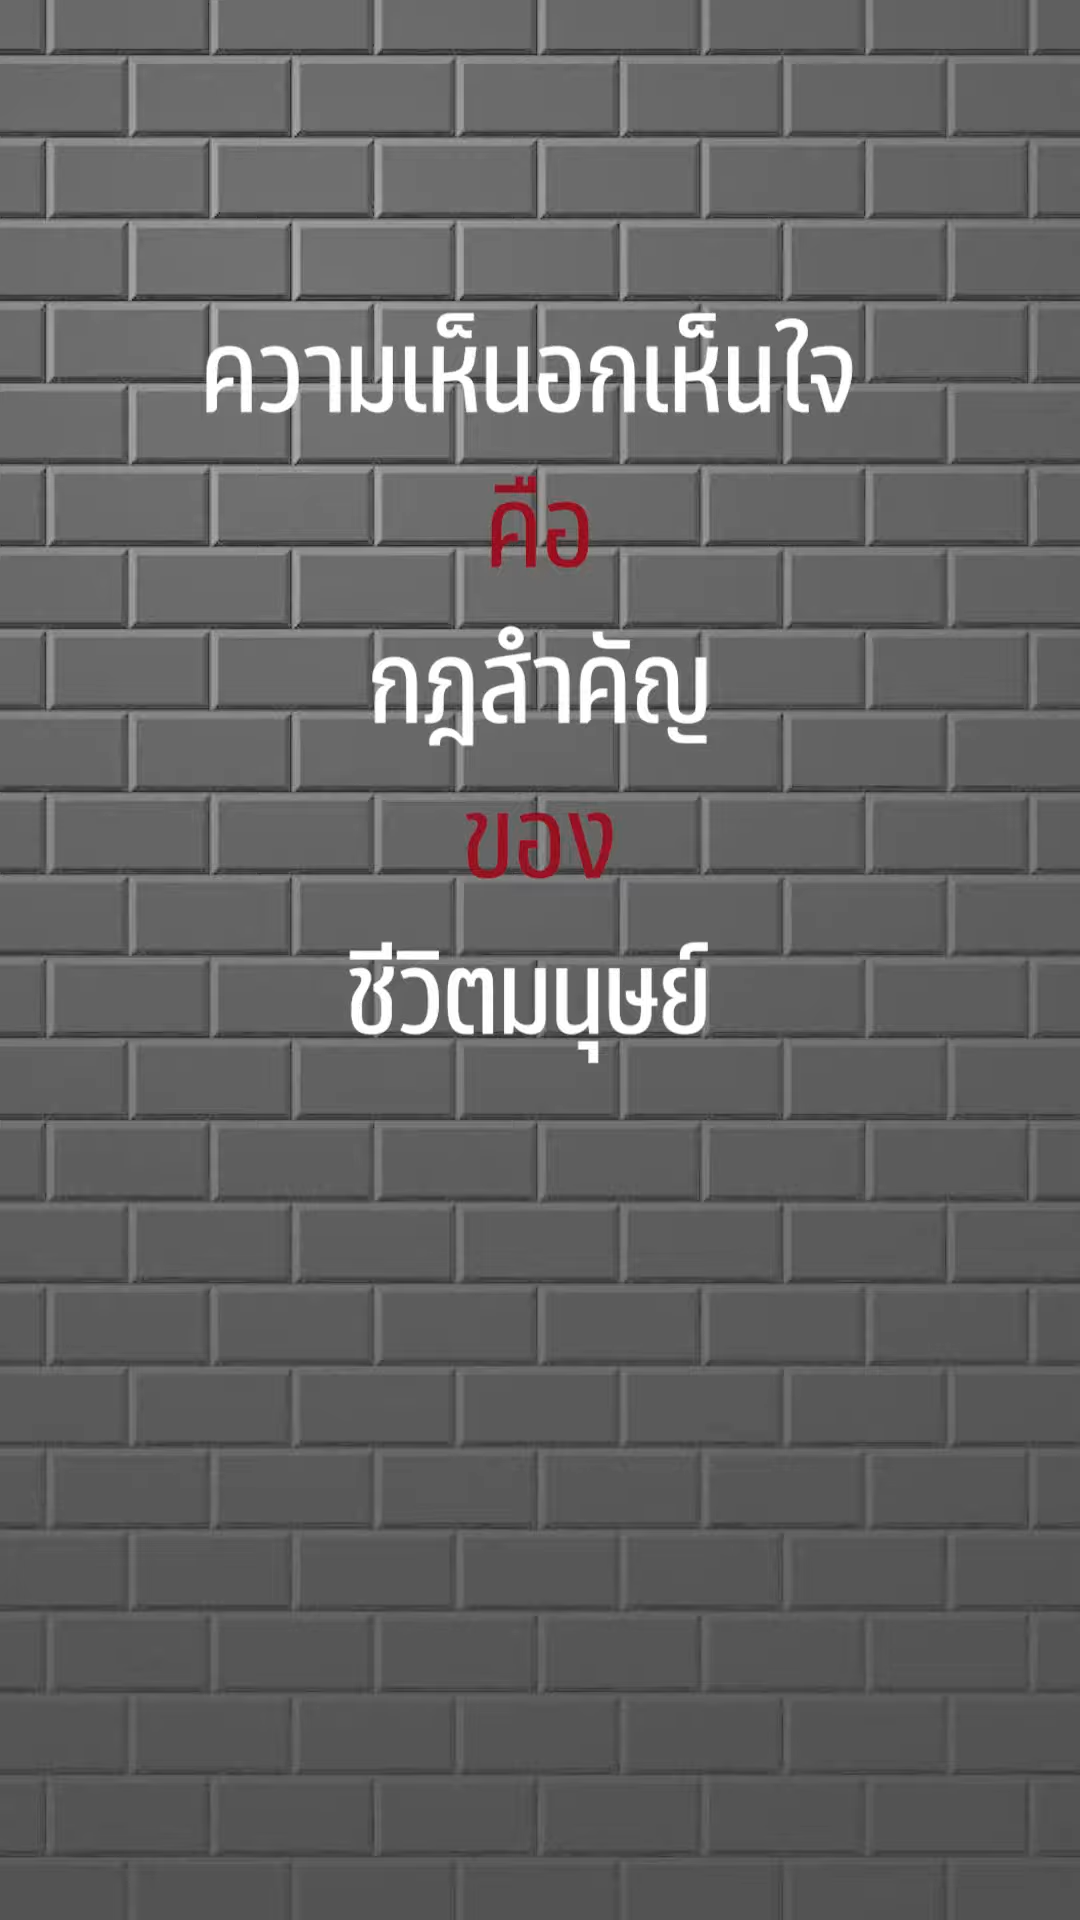 ความเห็นอกเห็นใจ
คือ
กฎสำคัญ
ของ
ชีวิตมนุษย์